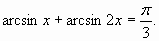 arcsin x + arcsin 2x = π/3.